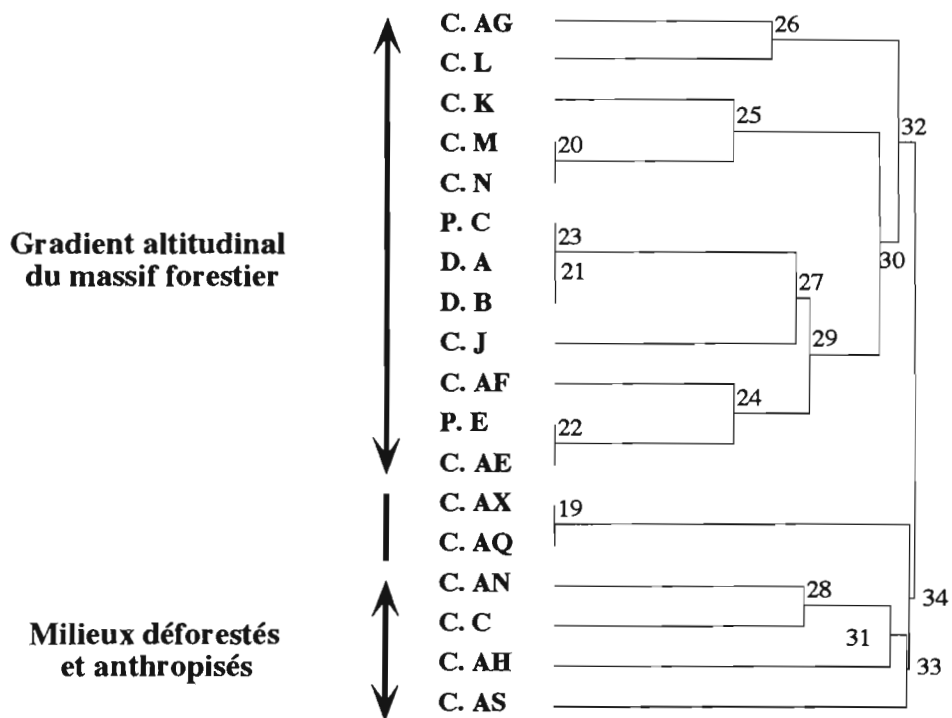 C. AG
C. L
C. K
C. M
C. N
P. C
D. A
D. B
C. J
C. AF
P. E
C. AE
C. AX
C. AQ
C. AN
C. C
C. AH
C. AS
Gradient altitudinal
du massif forestier
Milieux déforestés
et anthropisés
26
25
32
20
23
30
21
27
29
24
22
19
28
34
31
33